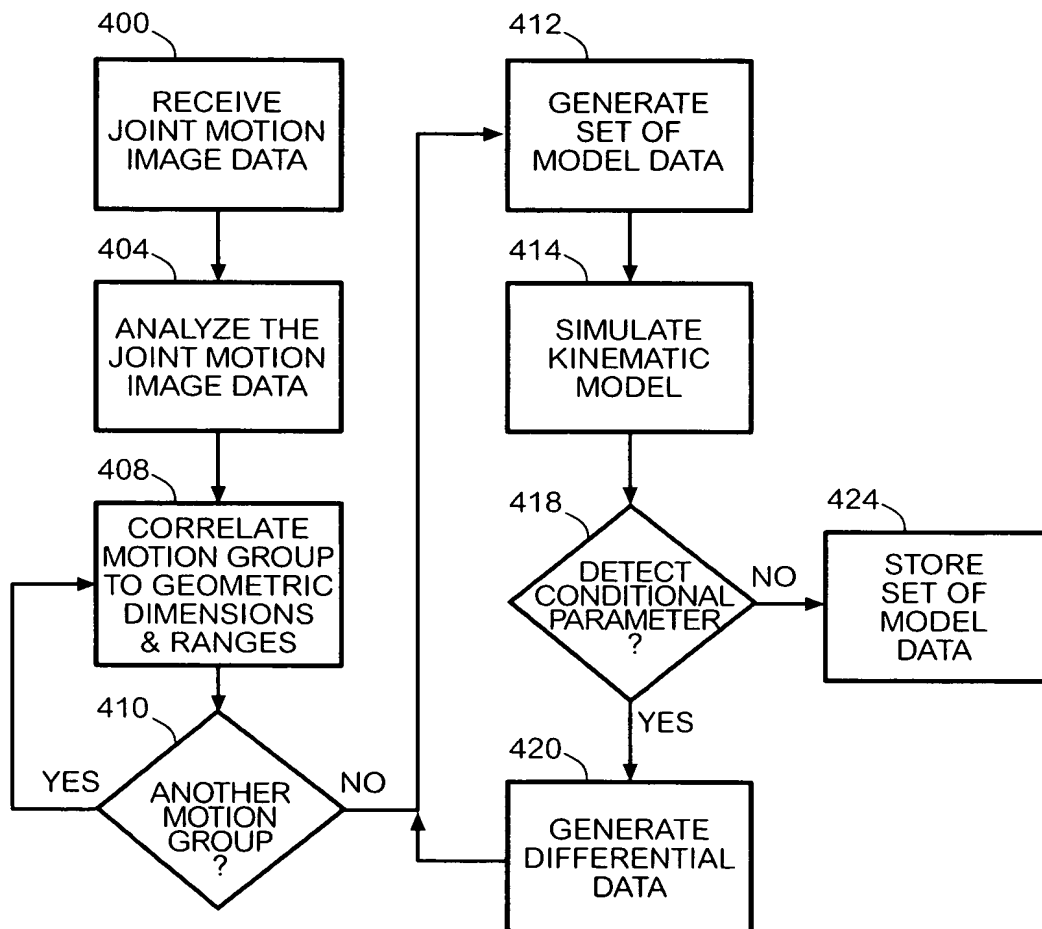 400
RECEIVE
JOINT MOTION
IMAGE DATA
404
ANALYZE THE
JOINT MOTION
IMAGE DATA
408
CORRELATE
MOTION GROUP
TO GEOMETRIC
DIMENSIONS
& RANGES
410
YES
ANOTHER
MOTION
GROUP
?
NO
412
GENERATE
SET OF
MODEL DATA
414
SIMULATE
KINEMATIC
MODEL
418
DETECT
CONDITIONAL
PARAMETER
?
NO
YES
424
STORE
SET OF
MODEL
DATA
420
GENERATE
DIFFERENTIAL
DATA